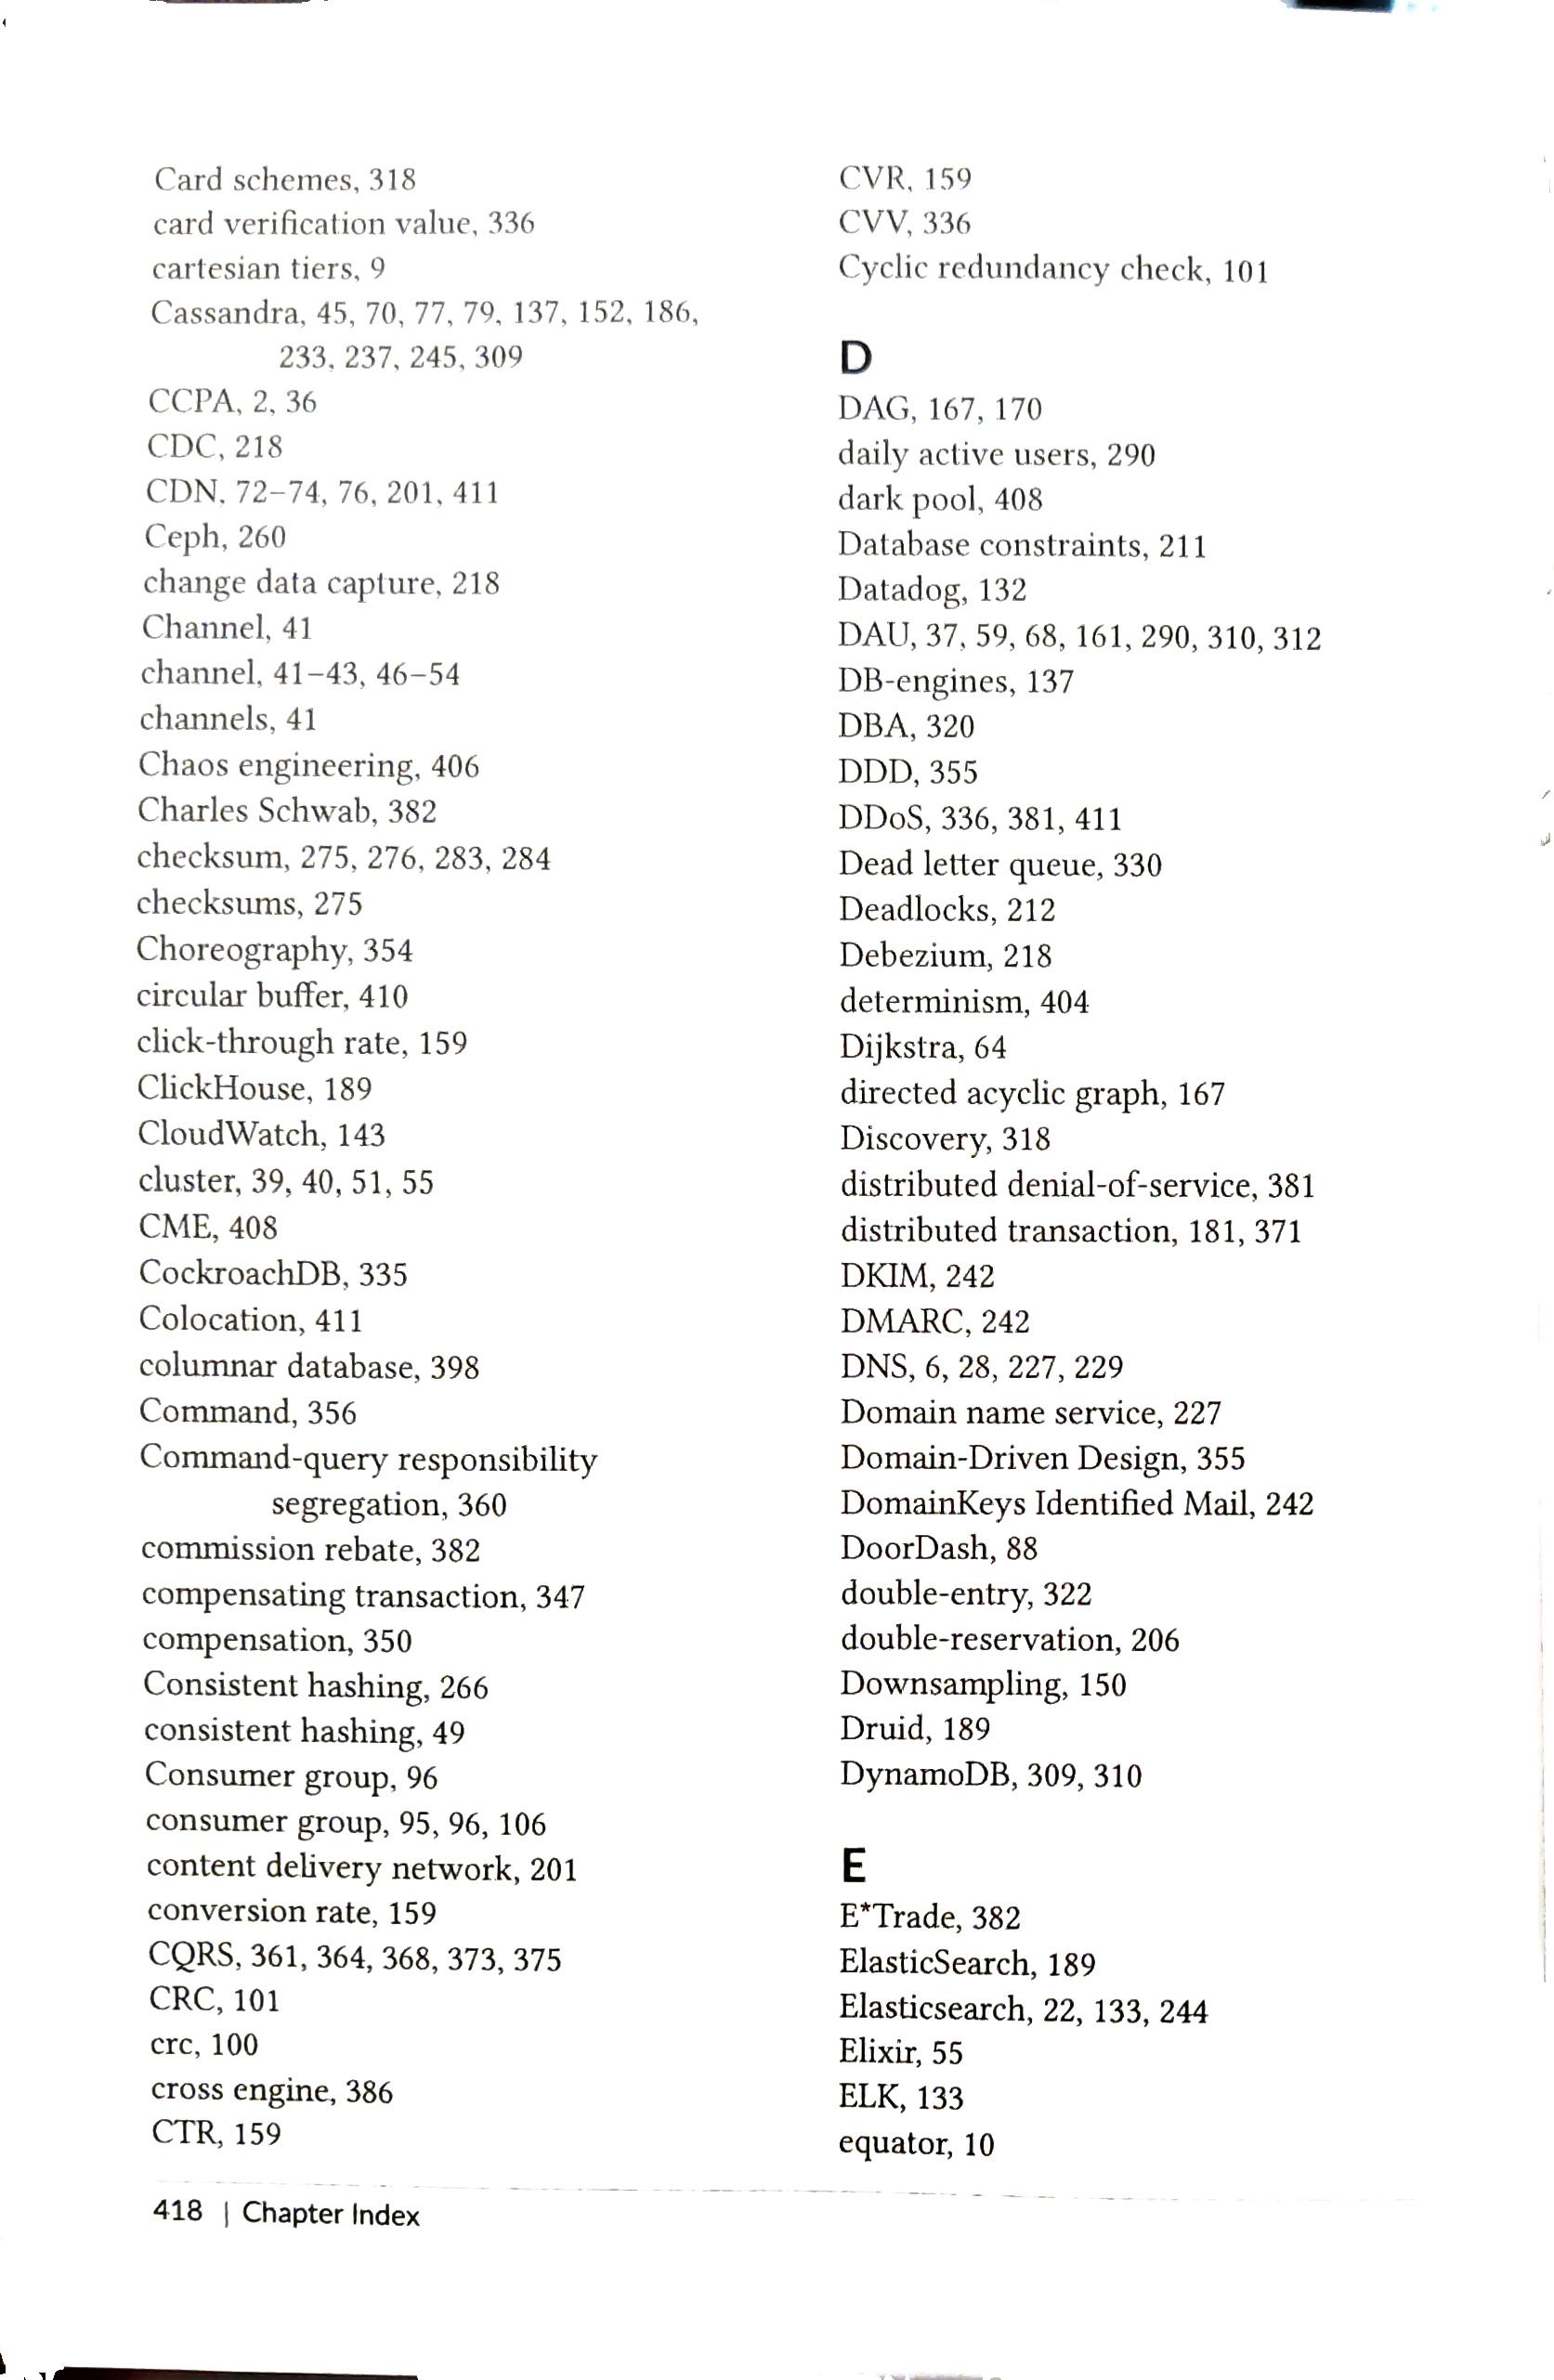 Card schemes, 318
card verification value, 336
cartesian tiers, 9
Cassandra, 45, 70, 77, 79, 137, 152, 186,
233, 237, 245, 309
CCPA, 2, 36
CDC, 218
CDN, 72–74, 76, 201, 411
Ceph, 260
change data capture, 218
Channel, 41
channel, 41–43, 46–54
channels, 41
Chaos engineering, 406
Charles Schwab, 382
checksum, 275, 276, 283, 284
checksums, 275
Choreography, 354
circular buffer, 410
click-through rate, 159
ClickHouse, 189
CloudWatch, 143
cluster, 39, 40, 51, 55
CME, 408
CockroachDB, 335
Colocation, 411
columnar database, 398
Command, 356
Command-query responsibility
segregation, 360
commission rebate, 382
compensating transaction, 347
compensation, 350
Consistent hashing, 266
consistent hashing, 49
Consumer group, 96
consumer group, 95, 96, 106
content delivery network, 201
conversion rate, 159
CQRS, 361, 364, 368, 373, 375
CRC, 101
crc, 100
cross engine, 386
CTR, 159
CVR, 159
CVV, 336
Cyclic redundancy check, 101
D
DAG, 167, 170
daily active users, 290
dark pool, 408
Database constraints, 211
Datadog, 132
DAU, 37, 59, 68, 161, 290, 310, 312
DB-engines, 137
DBA, 320
DDD, 355
DDoS, 336, 381, 411
Dead letter queue, 330
Deadlocks, 212
Debezium, 218
determinism, 404
Dijkstra, 64
directed acyclic graph, 167
Discovery, 318
distributed denial-of-service, 381
distributed transaction, 181, 371
DKIM, 242
DMARC, 242
DNS, 6, 28, 227, 229
Domain name service, 227
Domain-Driven Design, 355
DomainKeys Identified Mail, 242
DoorDash, 88
double-entry, 322
double-reservation, 206
Downsampling, 150
Druid, 189
DynamoDB, 309, 310
E
E*Trade, 382
ElasticSearch, 189
Elasticsearch, 22, 133, 244
Elixir, 55
ELK, 133
equator, 10
418 | Chapter Index